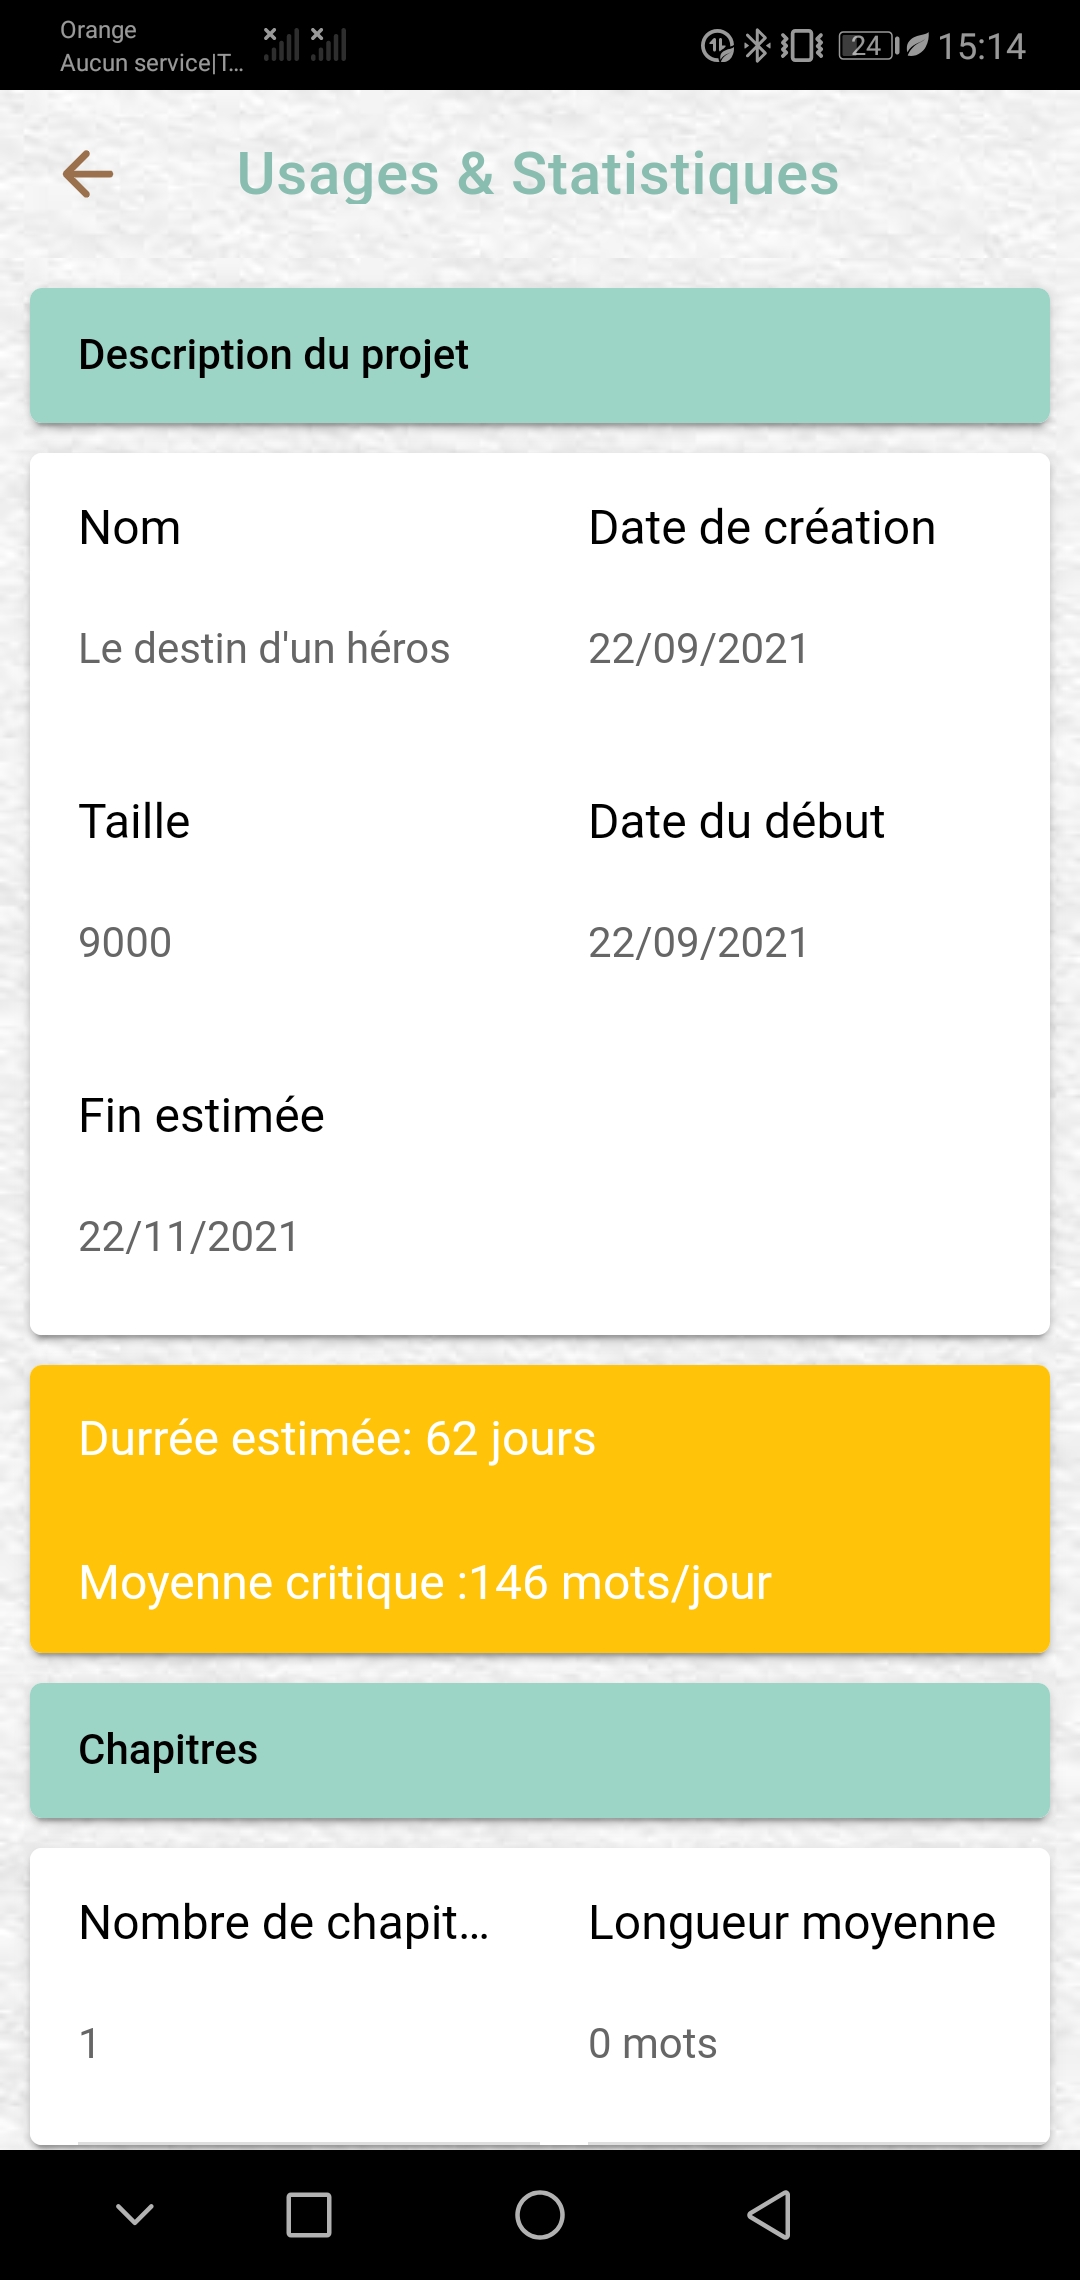 Orange
Aucun service|T...
24
15:14
Usages & Statistiques
Description du projet
Nom
Date de création
Le destin d'un héros
22/09/2021
Taille
Date du début
9000
22/09/2021
Fin estimée
22/11/2021
Durrée estimée: 62 jours
Moyenne critique :146 mots/jour
Chapitres
Nombre de chapit...
Longueur moyenne
1
0 mots